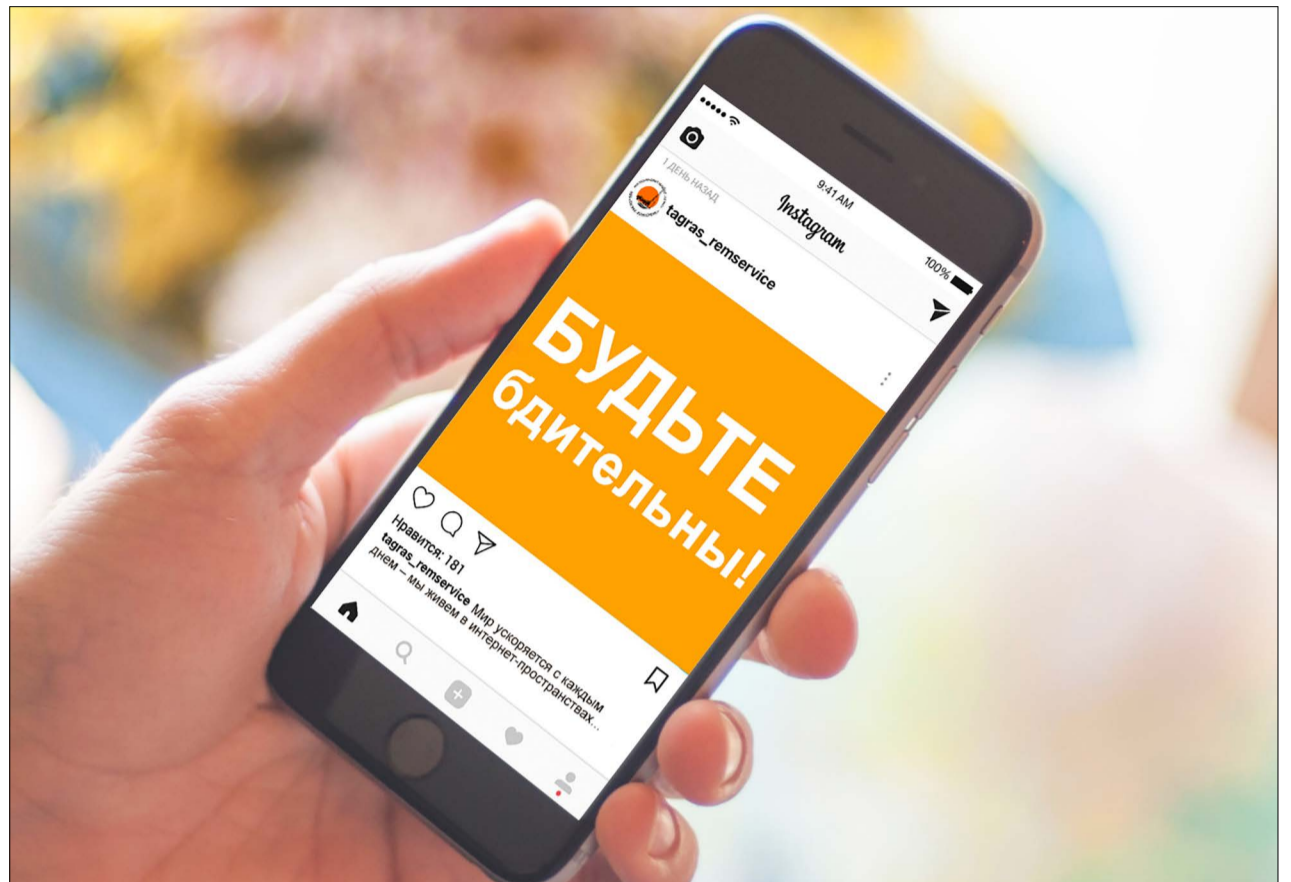 9:41 AM
100%
Instagram
1 ДЕНЬ НАЗАД
tagras_remservice
БУДЬТЕ
бдительны!
Нравится: 181
tagras_remservice Мир ускоряется с каждым
днем – мы живем в интернет-пространствах...